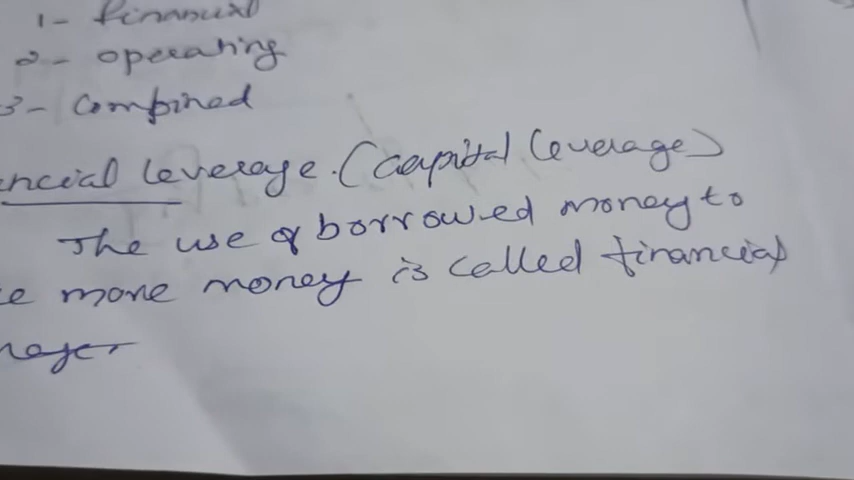 1- financial
2- operating
3- Combined
ncial leverage. (Capital leverage)
The use of borrowed money to
e more money is called financial